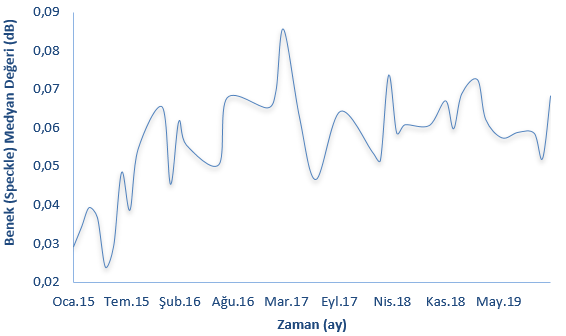 Benek (Speckle) Medyan Değeri (dB)
0,09
0,08
0,07
0,06
0,05
0,04
0,03
0,02
Oca.15 Tem.15 Şub.16 Ağu.16 Mar.17 Eyl.17 Nis.18 Kas.18 May.19
Zaman (ay)